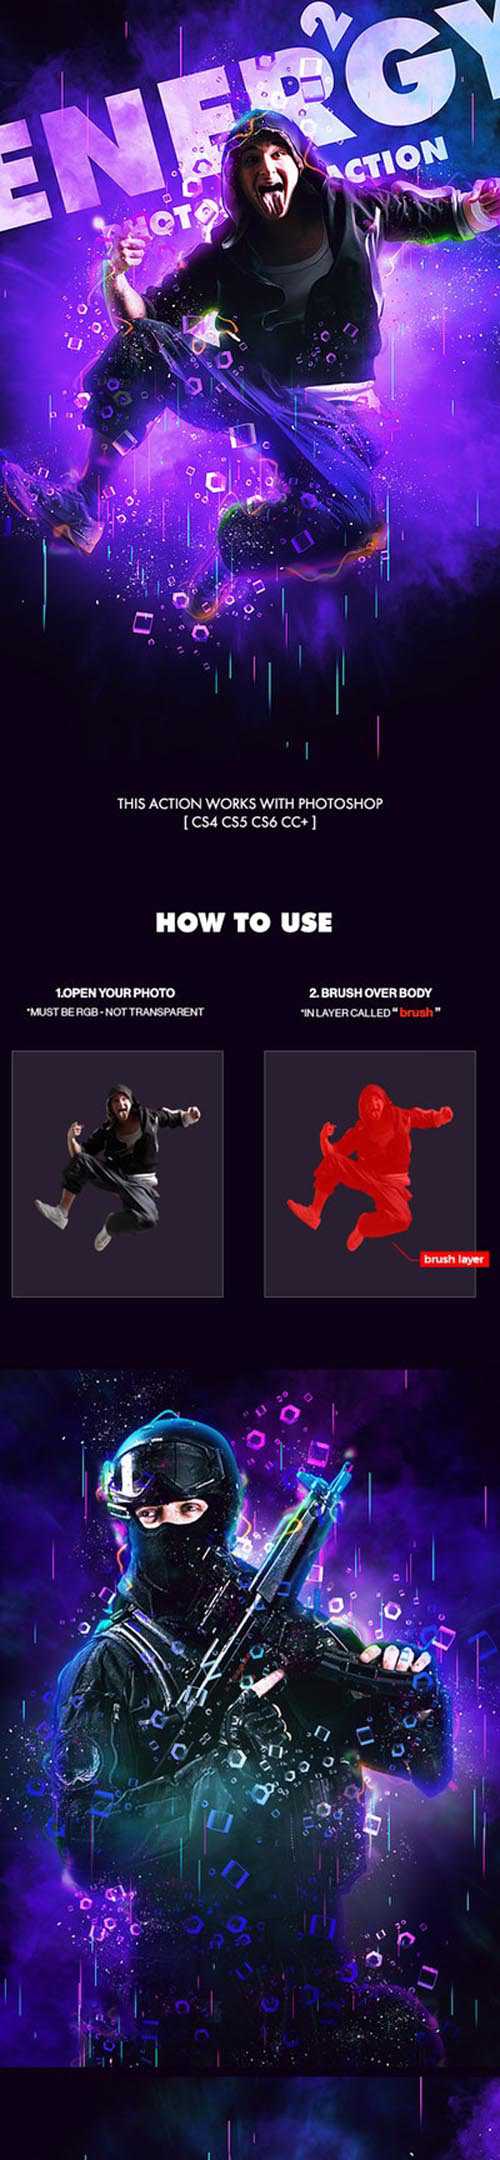 ENERGY 2
PHOTOSHOP ACTION
THIS ACTION WORKS WITH PHOTOSHOP
[ CS4 CS5 CS6 CC+ ]
HOW TO USE
1.OPEN YOUR PHOTO
*MUST BE RGB - NOT TRANSPARENT
2. BRUSH OVER BODY
*IN LAYER CALLED “ brush ”
brush layer